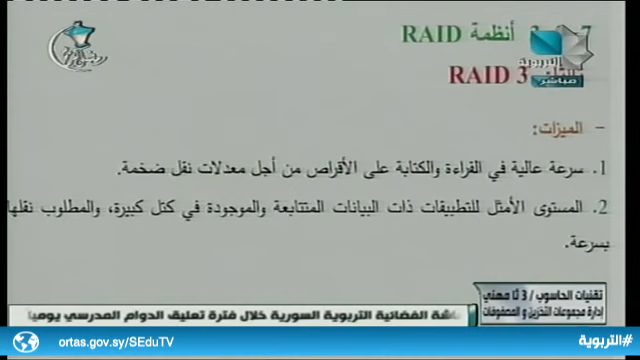 أنظمة RAID
RAID 3
التربوية
مباشر
- الميزات:
1. سرعة عالية في القراءة والكتابة على الأقراص من أجل معدلات نقل ضخمة.
2. المستوى الأمثل للتطبيقات ذات البيانات المتتابعة والموجودة في كتل كبيرة، والمطلوب نقلها
بسرعة.
تقنيات الحاسوب / 3 ثا مهني
إدارة مجموعات التخزين و المصفوفات
شاشة الفضائية التربوية السورية خلال فترة تعليق الدوام المدرسي يوميا
ortas.gov.sy/SEduTV
#التربوية